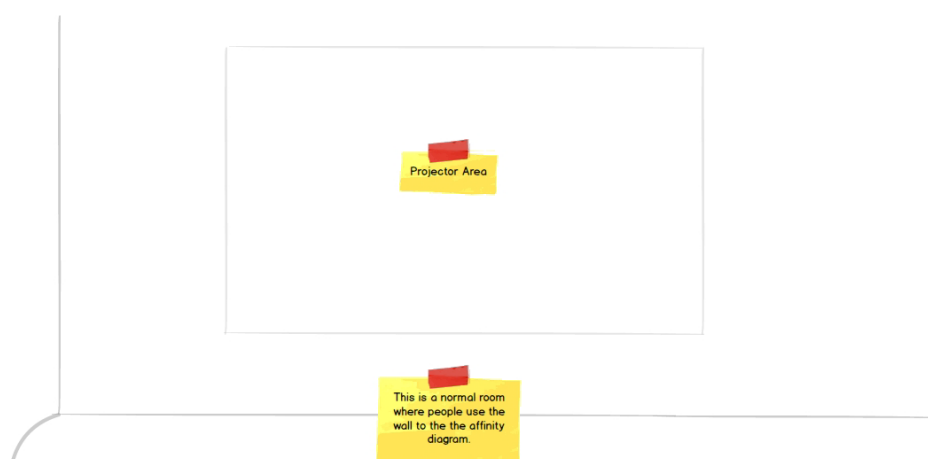 Projector Area
This is a normal room
where people use the
wall to the the affinity
diagram.